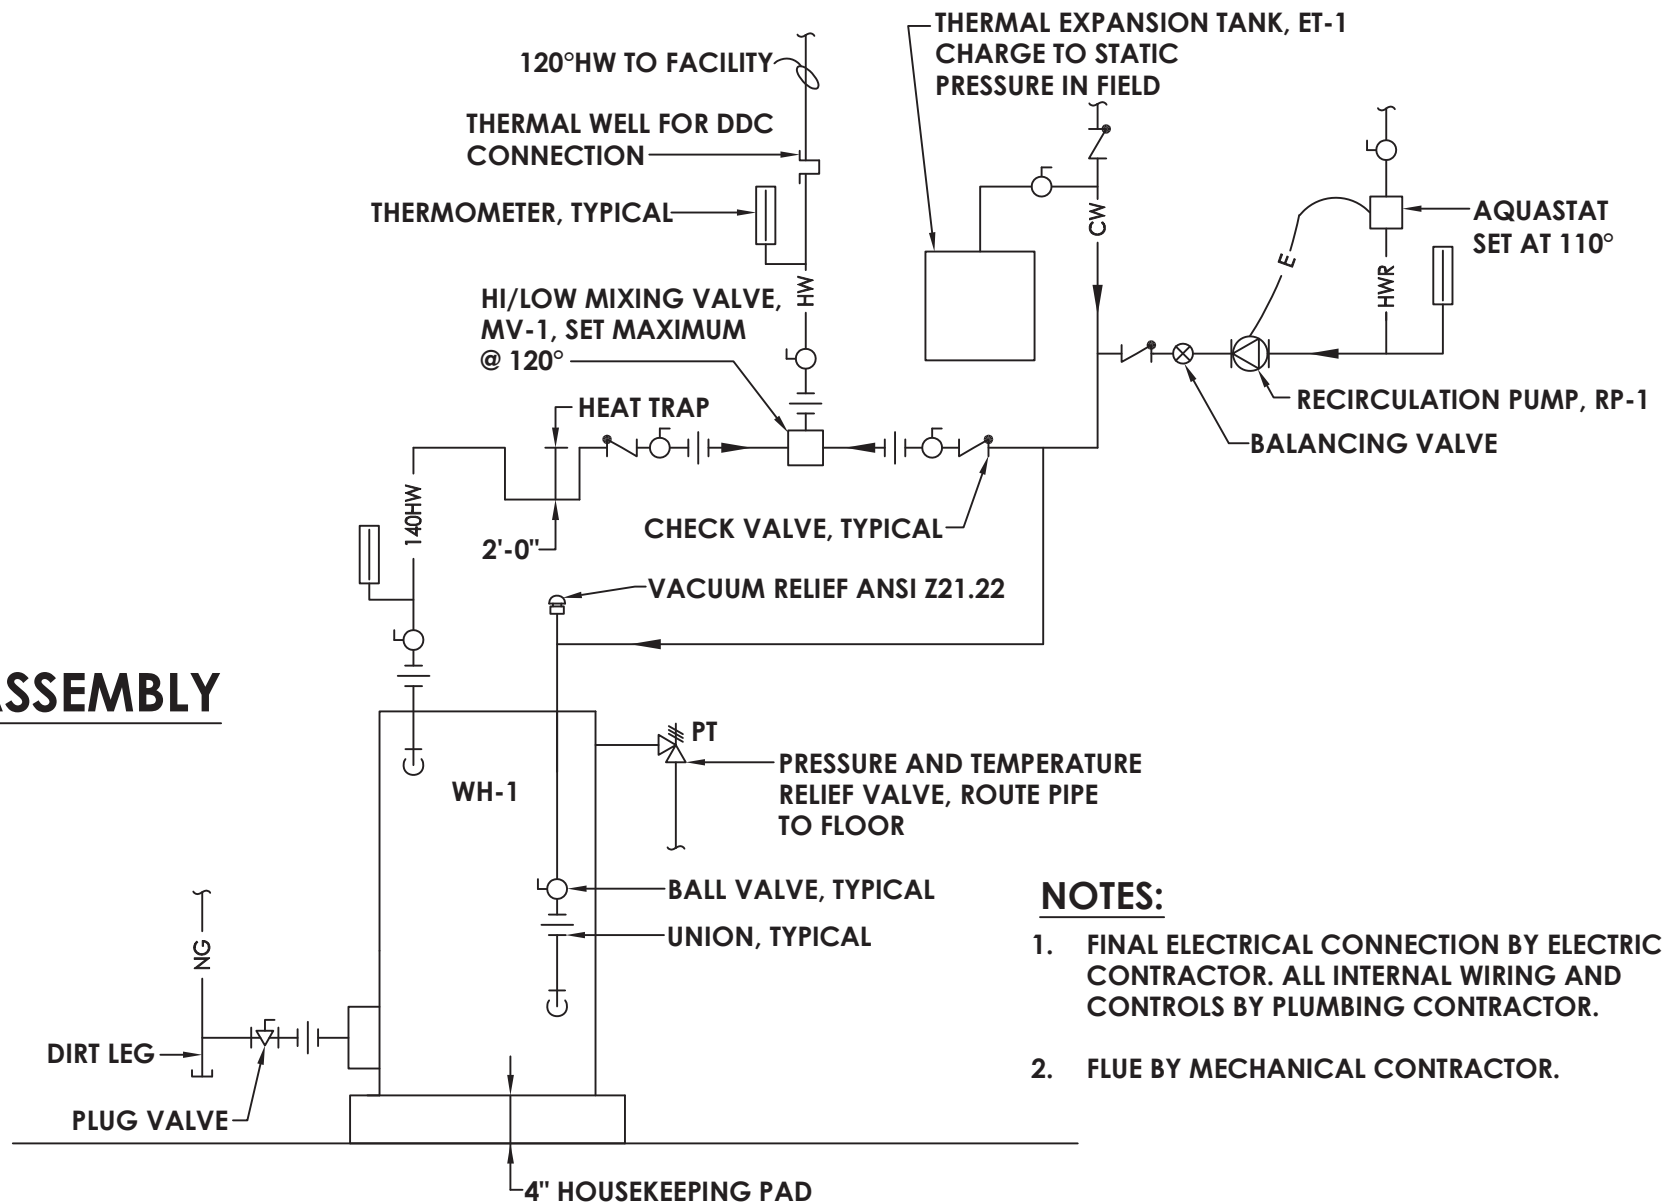 THERMAL EXPANSION TANK, ET-1
CHARGE TO STATIC
PRESSURE IN FIELD
120°HW TO FACILITY
THERMAL WELL FOR DDC
CONNECTION
THERMOMETER, TYPICAL
CW
AQUASTAT
SET AT 110°
E
HWR
HW
HI/LOW MIXING VALVE,
MV-1, SET MAXIMUM
@ 120°
RECIRCULATION PUMP, RP-1
HEAT TRAP
BALANCING VALVE
140HW
CHECK VALVE, TYPICAL
2'-0"
VACUUM RELIEF ANSI Z21.22
SSEMBLY
PT
WH-1
PRESSURE AND TEMPERATURE
RELIEF VALVE, ROUTE PIPE
TO FLOOR
BALL VALVE, TYPICAL
UNION, TYPICAL
NG
DIRT LEG
PLUG VALVE
4" HOUSEKEEPING PAD
NOTES:
1. FINAL ELECTRICAL CONNECTION BY ELECTRIC
CONTRACTOR. ALL INTERNAL WIRING AND
CONTROLS BY PLUMBING CONTRACTOR.
2. FLUE BY MECHANICAL CONTRACTOR.